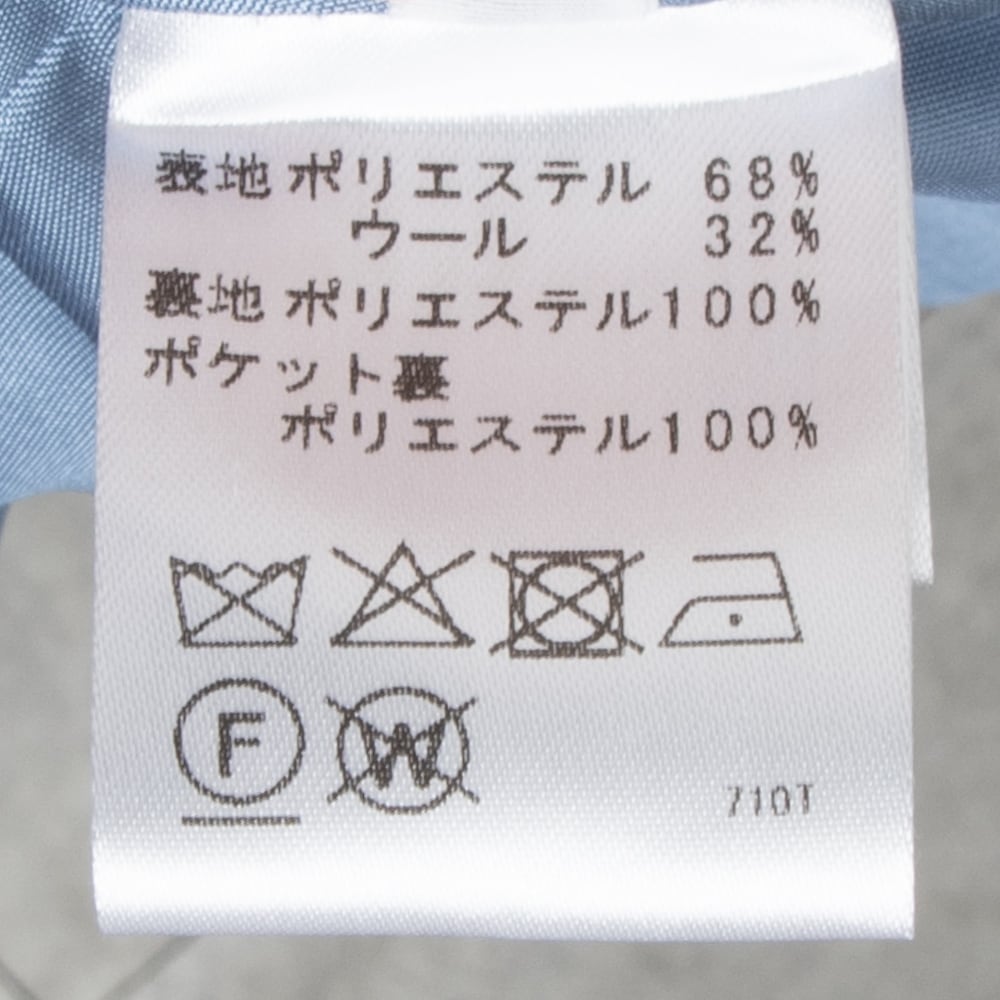 表地 ポリエステル 68%
ウール 32%
裏地 ポリエステル100%
ポケット裏
ポリエステル100%
F W
710T